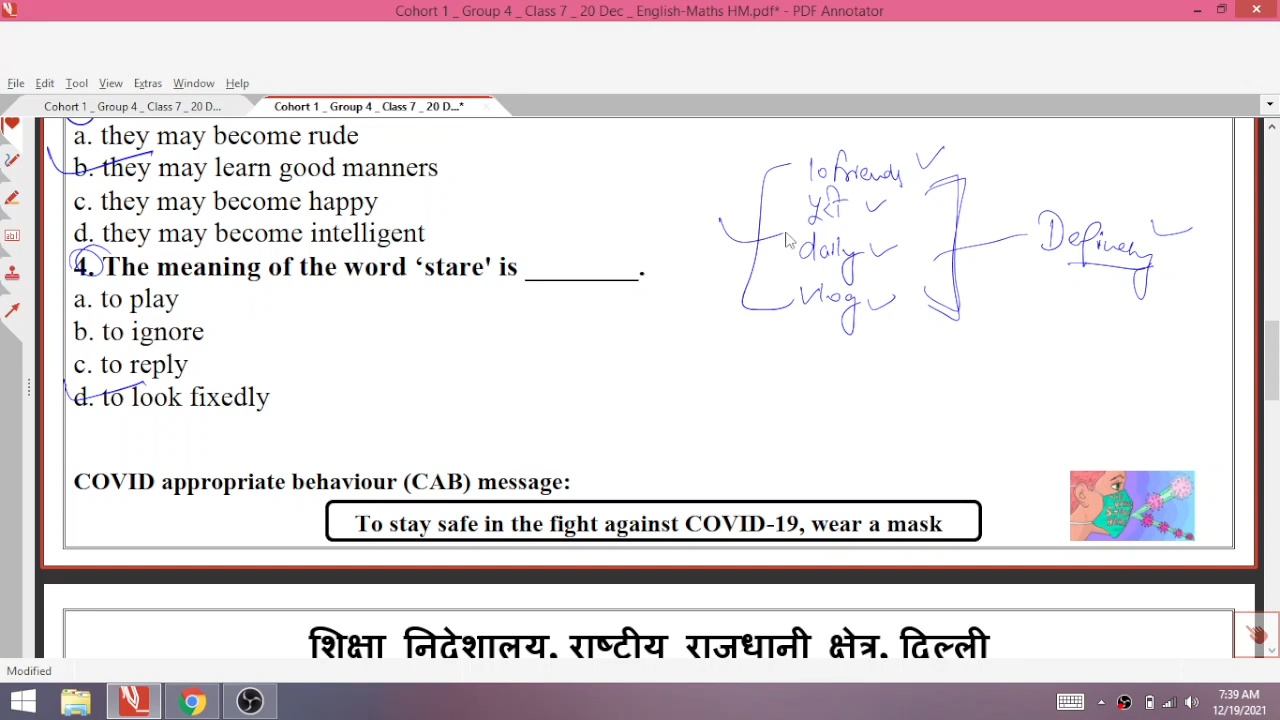 Cohort 1 _ Group 4 _ Class 7 _ 20 Dec _ English-Maths HM.pdf* - PDF Annotator
File Edit Tool Extras View Window Help
Cohort 1 _ Group 4 _ Class 7 _ 20 D...
Cohort 1 _ Group 4 _ Class 7 _ 20 D...*
a. they may become rude
b. they may learn good manners
c. they may become happy
d. they may become intelligent
4. The meaning of the word ‘stare' is _________.
a. to play
b. to ignore
c. to reply
d. to look fixedly
10 friends
daily
vlog
COVID appropriate behaviour (CAB) message:
To stay safe in the fight against COVID-19, wear a mask
शिक्षा निदेशालय, राष्टीय राजधानी क्षेत्र, दिल्ली
Modified
7:39 AM
12/19/2021